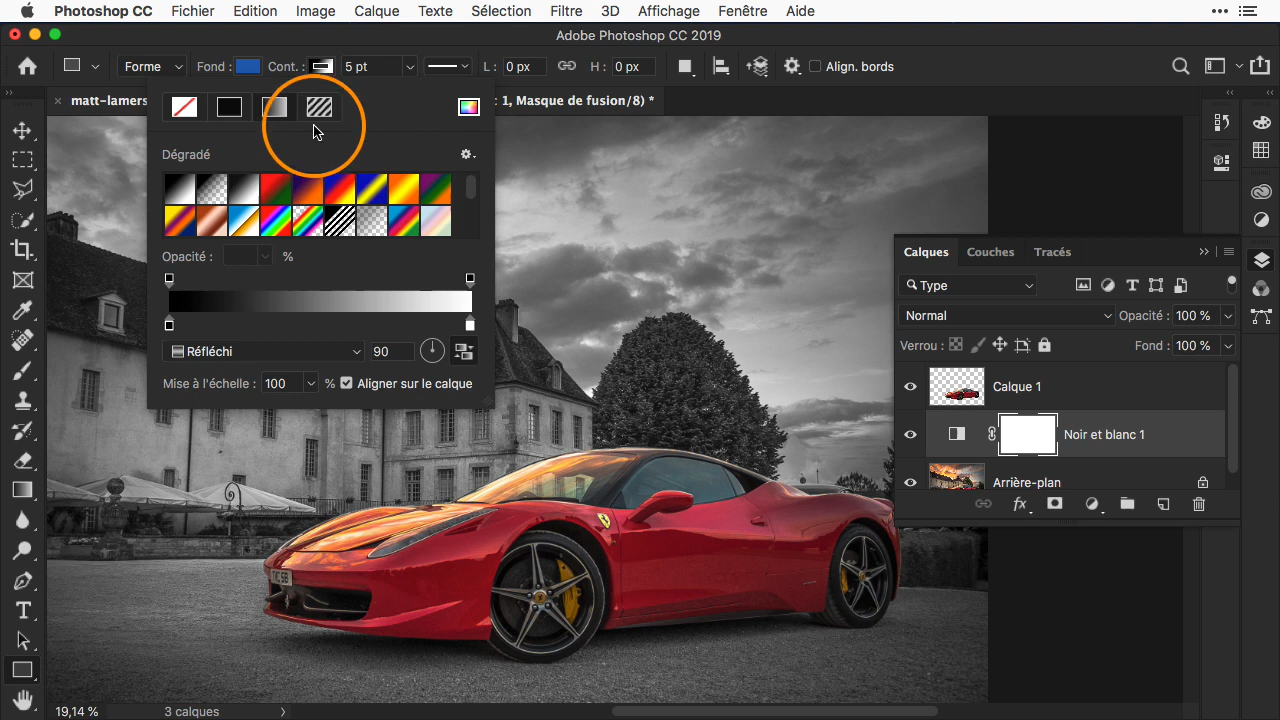 Photoshop CC Fichier Edition Image Calque Texte Sélection Filtre 3D Affichage Fenêtre Aide
Adobe Photoshop CC 2019
Forme Fond : Cont. : 5 pt L : 0 px H : 0 px Align. bords
matt-lamers : 1, Masque de fusion/8) *
Dégradé
Opacité : %
Réfléchi 90
Mise à l'échelle : 100 % Aligner sur le calque
Calques Couches Tracés
Type
Normal Opacité : 100 %
Verrou : Fond : 100 %
Calque 1
Noir et blanc 1
Arrière-plan
fx
19,14 % 3 calques